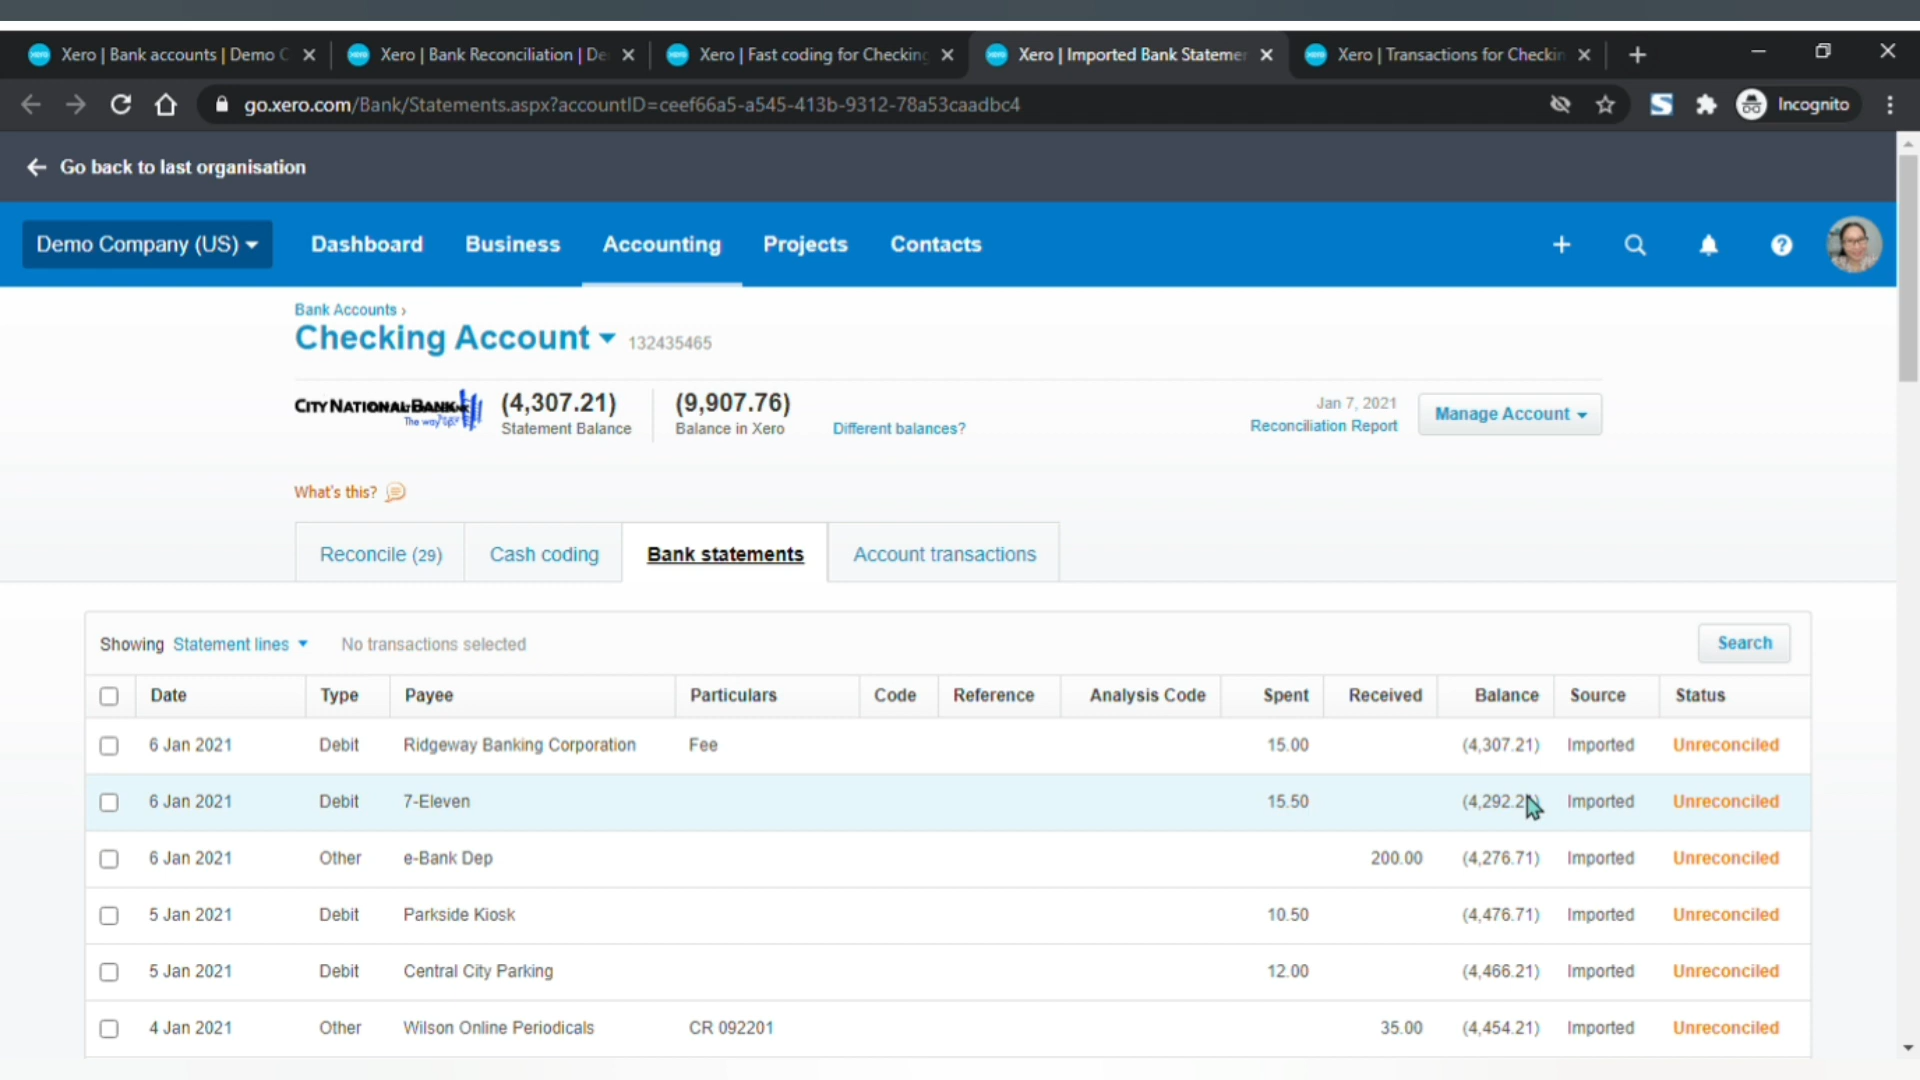 Xero | Bank accounts | Demo C
Xero | Bank Reconciliation | De
Xero | Fast coding for Checking
Xero | Imported Bank Statemer
Xero | Transactions for Checkin
go.xero.com/Bank/Statements.aspx?accountID=ceef66a5-a545-413b-9312-78a53caadbc4
Incognito
Go back to last organisation
Demo Company (US)
Dashboard
Business
Accounting
Projects
Contacts
Bank Accounts ›
Checking Account 132435465
CITY NATIONAL BANK
The way up.
(4,307.21)
Statement Balance
(9,907.76)
Balance in Xero
Different balances?
Jan 7, 2021
Reconciliation Report
Manage Account
What's this?
Reconcile (29)
Cash coding
Bank statements
Account transactions
Showing Statement lines No transactions selected Search
Date Type Payee Particulars Code Reference Analysis Code Spent Received Balance Source Status
6 Jan 2021 Debit Ridgeway Banking Corporation Fee 15.00 (4,307.21) Imported Unreconciled
6 Jan 2021 Debit 7-Eleven 15.50 Imported Unreconciled
6 Jan 2021 Other e-Bank Dep 200.00 (4,276.71) Imported Unreconciled
5 Jan 2021 Debit Parkside Kiosk 10.50 (4,476.71) Imported Unreconciled
5 Jan 2021 Debit Central City Parking 12.00 (4,466.21) Imported Unreconciled
4 Jan 2021 Other Wilson Online Periodicals CR 092201 35.00 (4,454.21) Imported Unreconciled